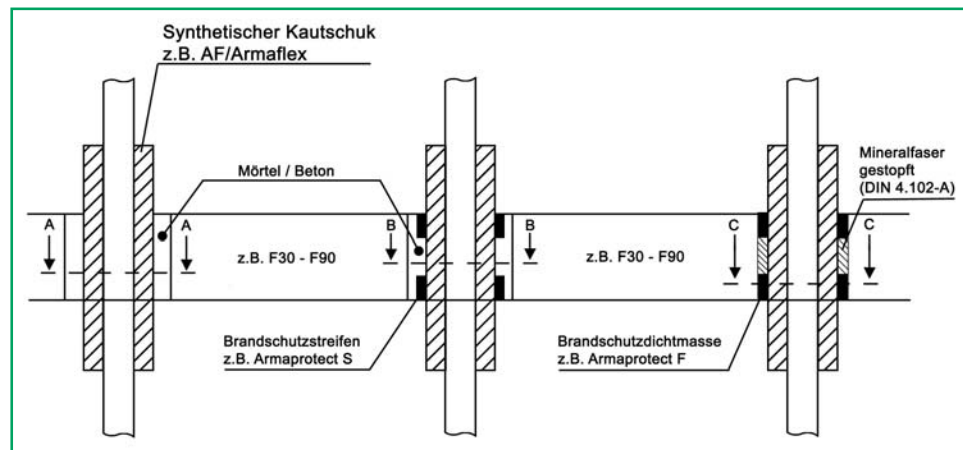 Synthetischer Kautschuk
z.B. AF/Armaflex
Mörtel / Beton
Mineralfaser
gestopft
(DIN 4.102-A)
A
A
B
B
C
C
z.B. F30 - F90
z.B. F30 - F90
Brandschutzstreifen
z.B. Armaprotect S
Brandschutzdichtmasse
z.B. Armaprotect F